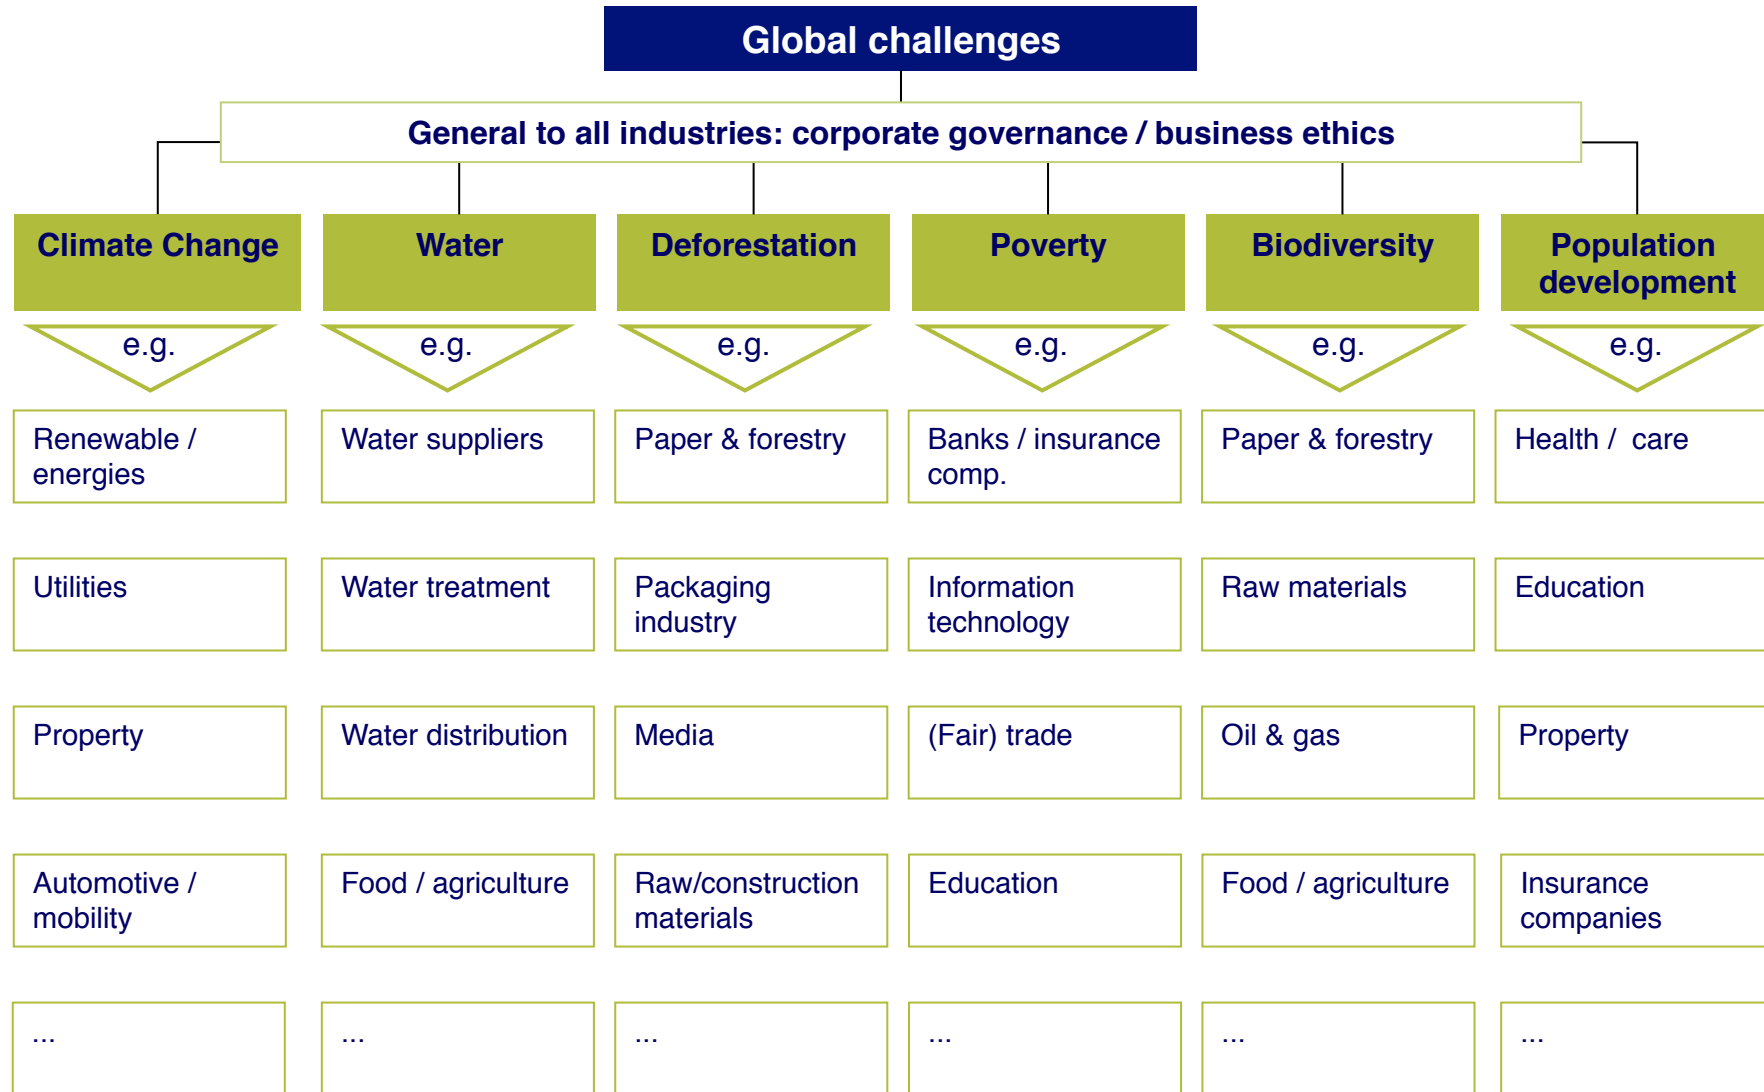 Global challenges
General to all industries: corporate governance / business ethics
Climate Change
Water
Deforestation
Poverty
Biodiversity
Population
development
e.g.
e.g.
e.g.
e.g.
e.g.
e.g.
Renewable /
energies
Water suppliers
Paper & forestry
Banks / insurance
comp.
Paper & forestry
Health /  care
Utilities
Water treatment
Packaging
industry
Information
technology
Raw materials
Education
Property
Water distribution
Media
(Fair) trade
Oil & gas
Property
Automotive /
mobility
Food / agriculture
Raw/construction
materials
Education
Food / agriculture
Insurance
companies
...
...
...
...
...
...